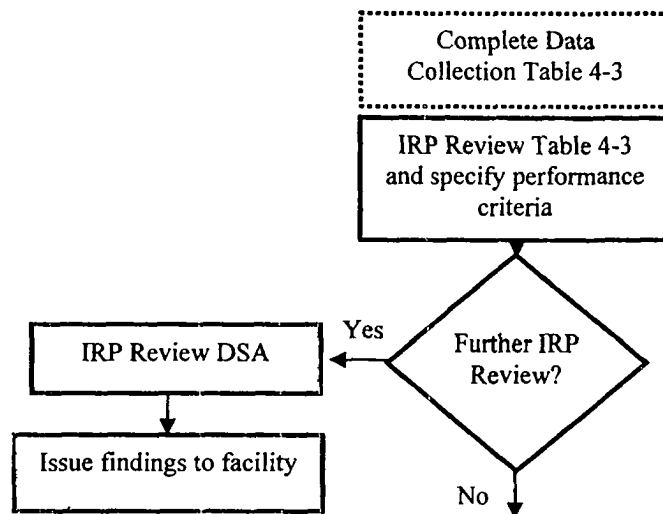 Complete Data
Collection Table 4-3
IRP Review Table 4-3
and specify performance
criteria
Yes
Further IRP
Review?
IRP Review DSA
Issue findings to facility
No